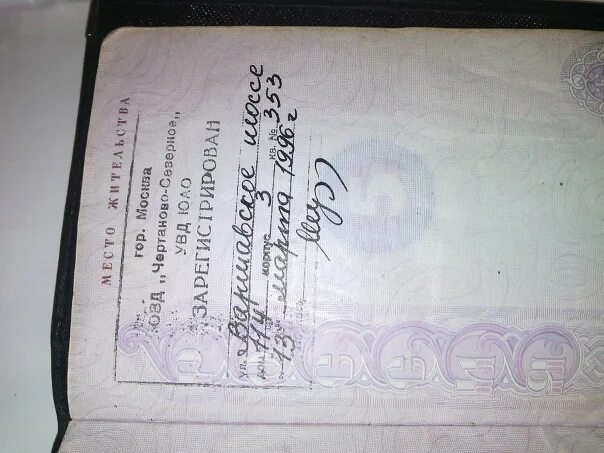 МЕСТО ЖИТЕЛЬСТВА
гор. Москва
ОВД „Чертаново-Северное„
УВД ЮАО
ЗАРЕГИСТРИРОВАН
ул. Варшавское шоссе
дом 114 корпус 3 кв. № 353
13 марта 1996 г